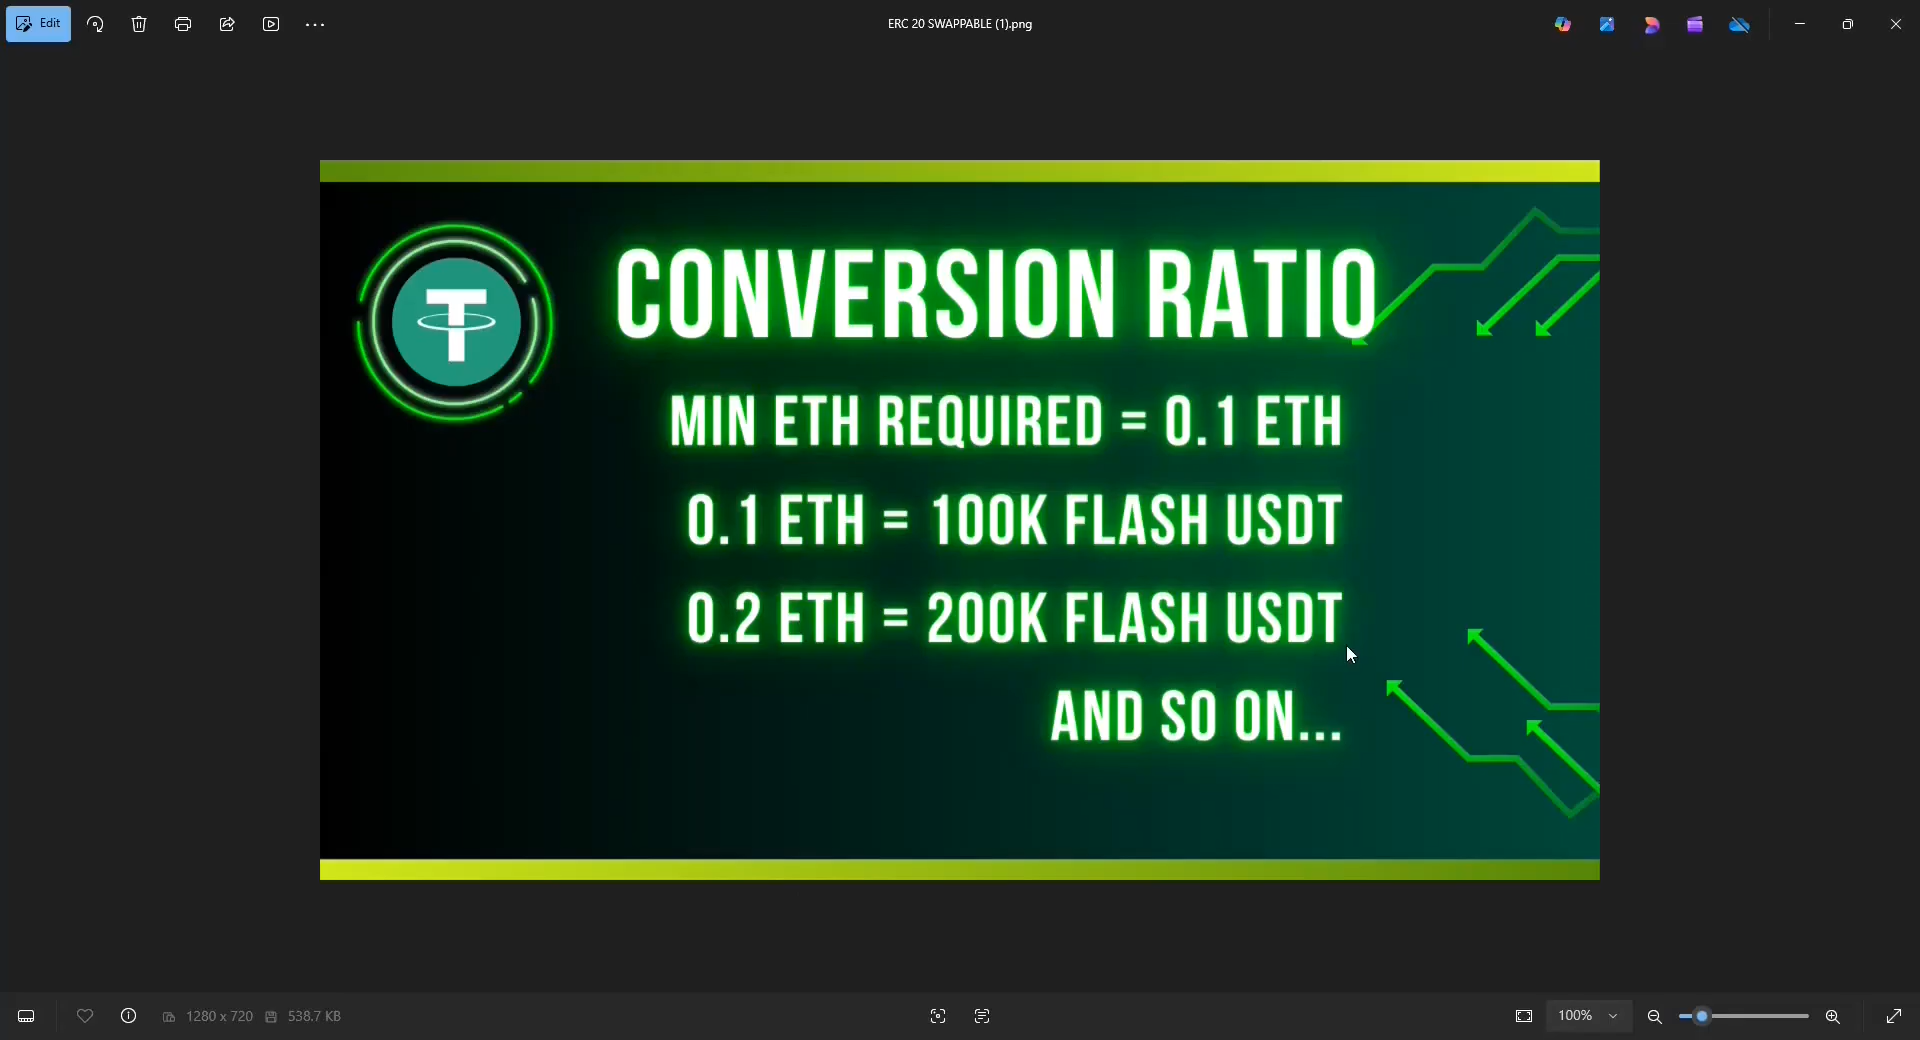 Edit
ERC 20 SWAPPABLE (1).png
CONVERSION RATIO
MIN ETH REQUIRED = 0.1 ETH
0.1 ETH = 100K FLASH USDT
0.2 ETH = 200K FLASH USDT
AND SO ON...
1280 x 720
538.7 KB
100%